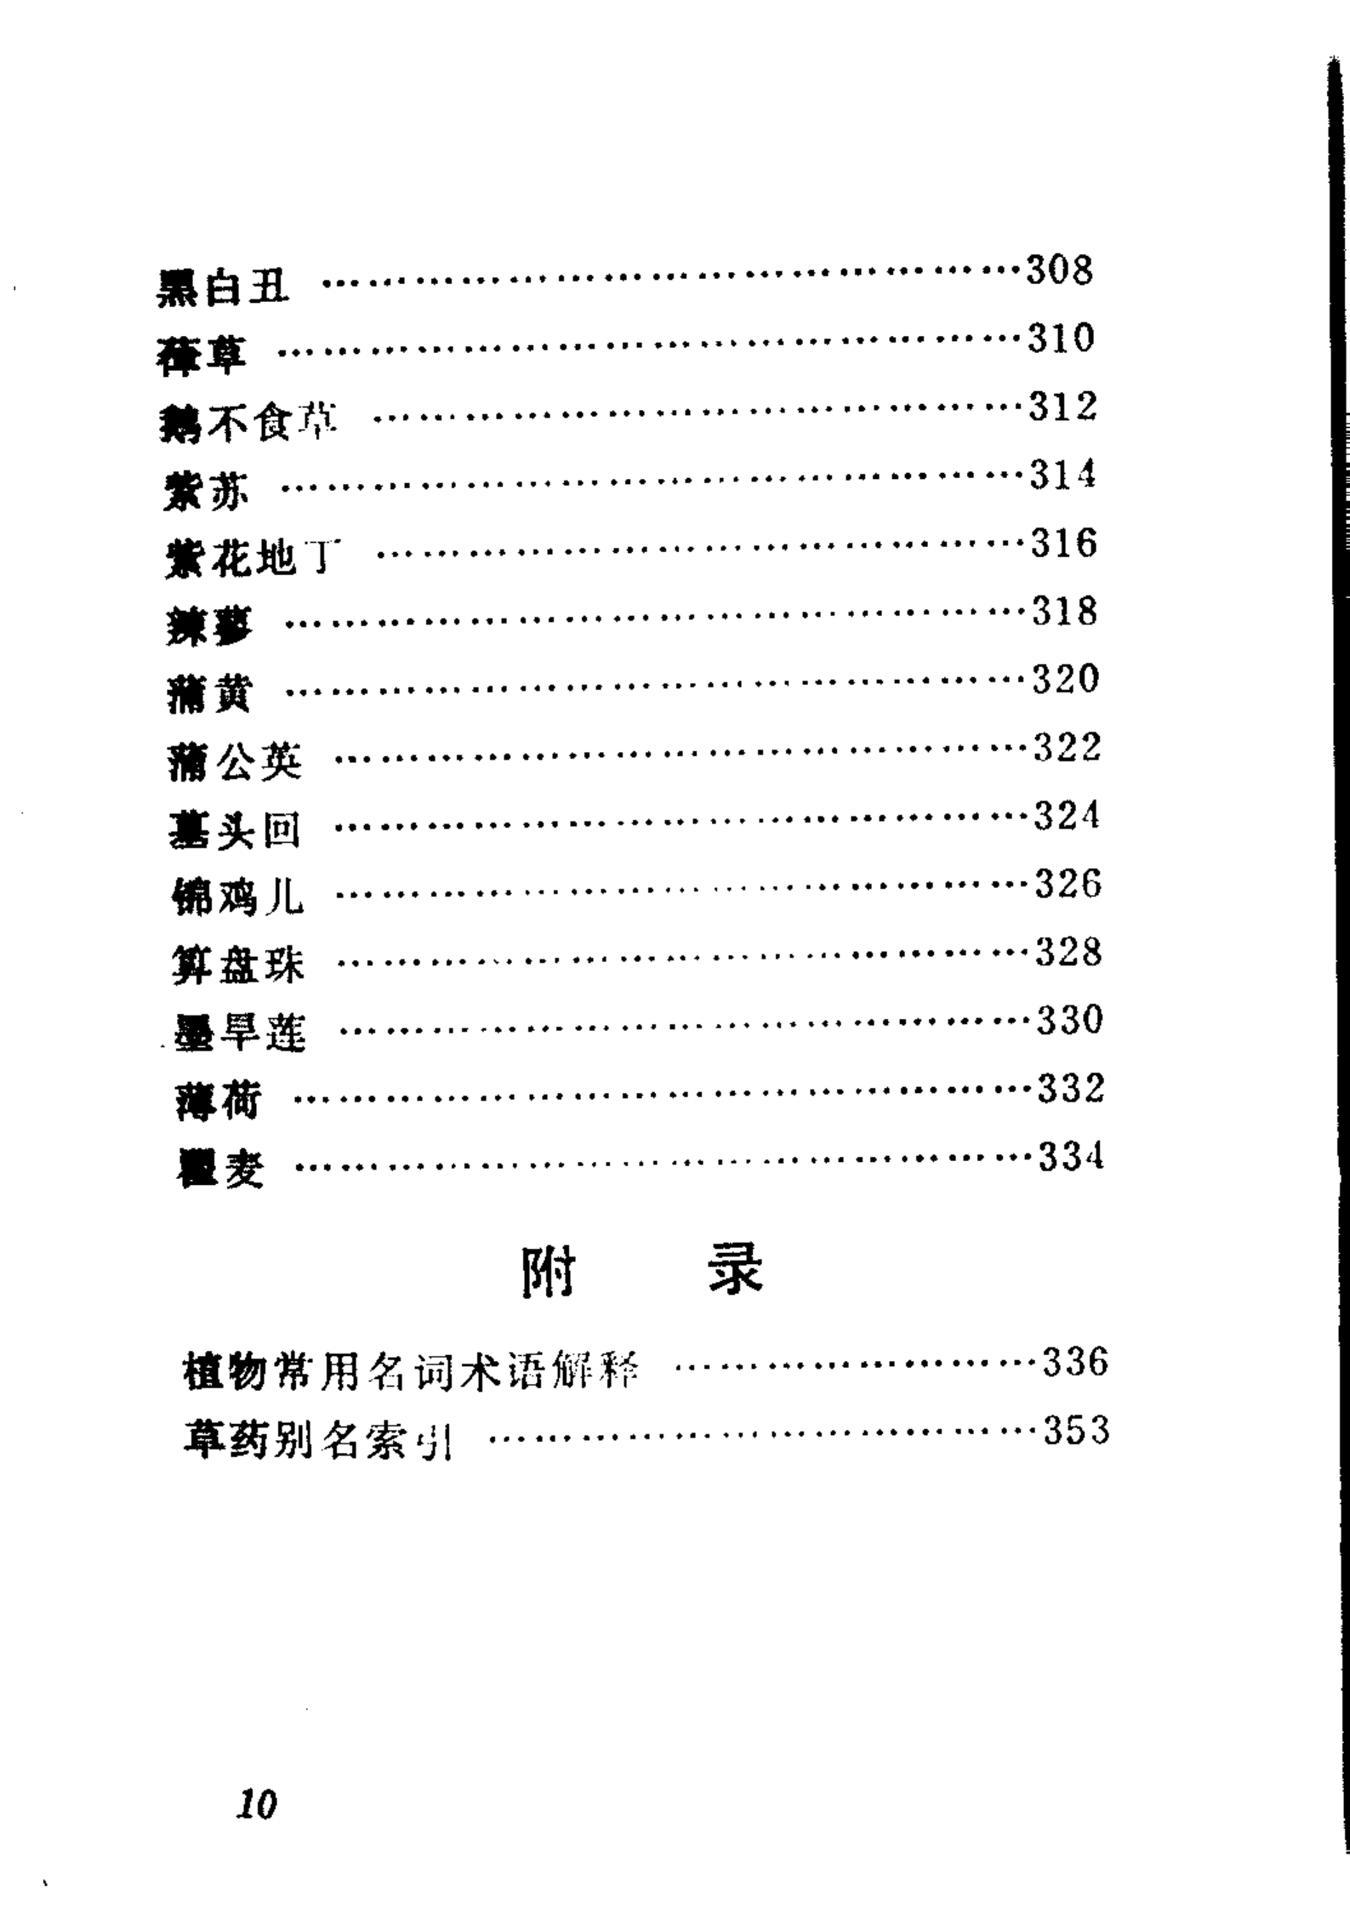 黑白丑 ………………………………………308
葎草 ………………………………………310
鹅不食草 ………………………………………312
紫苏 ………………………………………314
紫花地丁 ………………………………………316
辣蓼 ………………………………………318
蒲黄 ………………………………………320
蒲公英 ………………………………………322
墓头回 ………………………………………324
锦鸡儿 ………………………………………326
算盘珠 ………………………………………328
墨旱莲 ………………………………………330
薄荷 ………………………………………332
瞿麦 ………………………………………334
附 录
植物常用名词术语解释 ……………………336
草药别名索引 ………………………………353
10